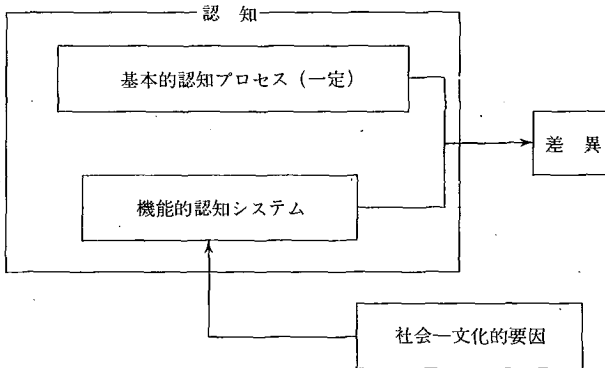 認 知
基本的認知プロセス（一定）
差 異
機能的認知システム
社会―文化的要因